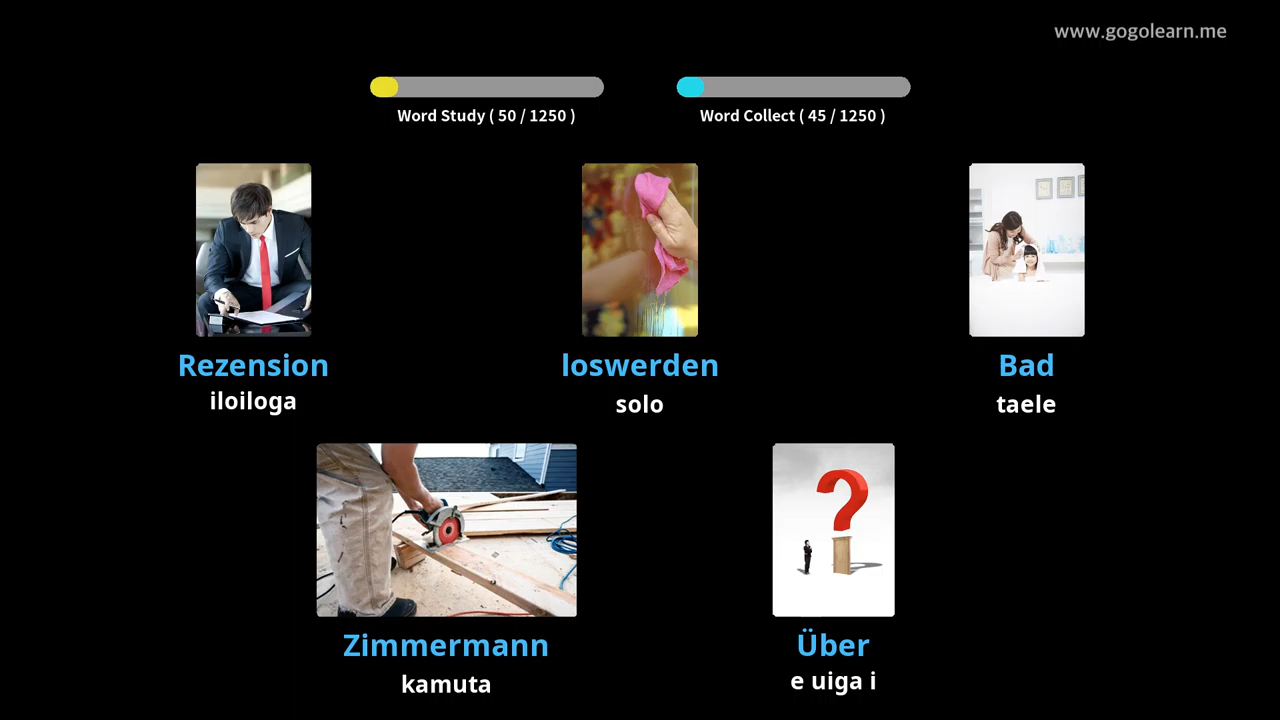 www.gogolearn.me
Word Study ( 50 / 1250 )
Word Collect ( 45 / 1250 )
Rezension
iloiloga
loswerden
solo
Bad
taele
Zimmermann
kamuta
Über
e uiga i